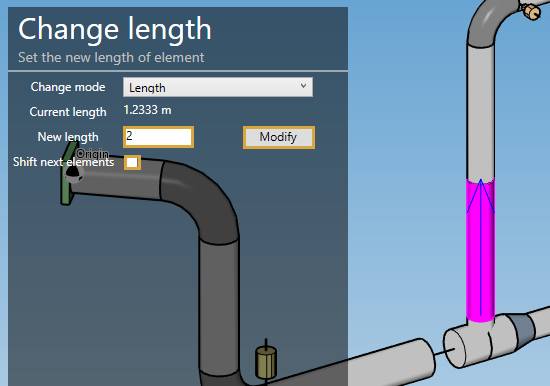 Change length
Set the new length of element
Change mode Length
Current length 1.2333 m
New length 2 Modify
Origin
Shift next elements